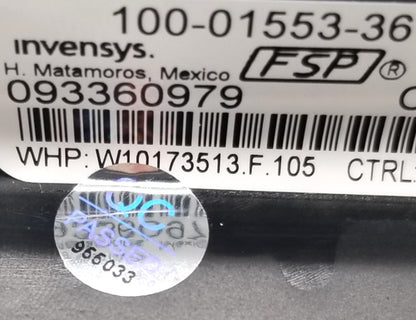 100-01553-36
invensys.
FSP®
H. Matamoros, Mexico
093360979
WHP: W10173513.F.105 CTRL:
QC
PASSED
966033